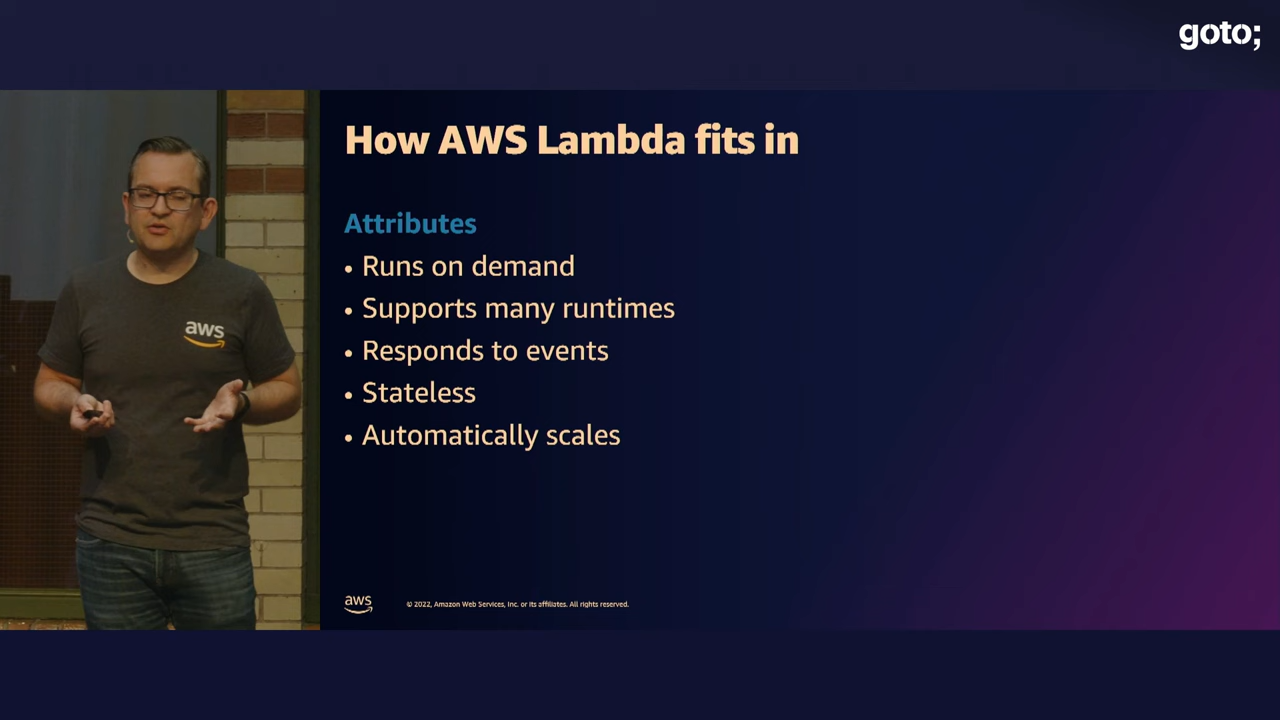 goto;
How AWS Lambda fits in
Attributes
• Runs on demand
• Supports many runtimes
• Responds to events
• Stateless
• Automatically scales
aws
aws
© 2022, Amazon Web Services, Inc. or its affiliates. All rights reserved.